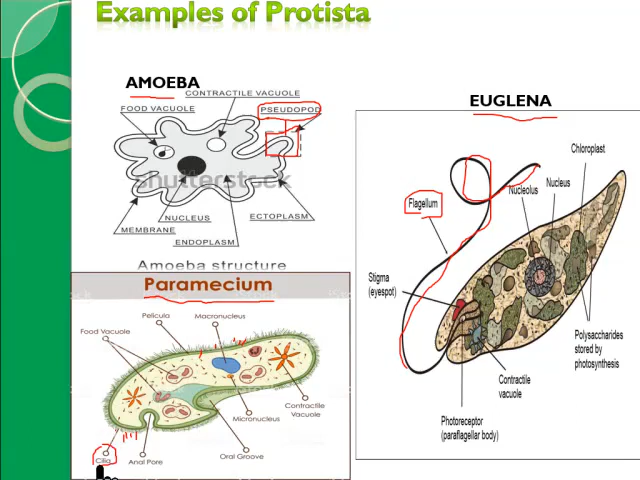 Examples of Protista
AMOEBA
CONTRACTILE VACUOLE
FOOD VACUOLE
PSEUDOPOD
shutterstock
NUCLEUS
ECTOPLASM
MEMBRANE
ENDOPLASM
Amoeba structure
Paramecium
Pelicula
Macronucleus
Food Vacuole
Contractile
Vacuole
Micronucleus
Cilia
Anal Pore
Oral Groove
EUGLENA
Chloroplast
Nucleus
Nucleolus
Flagellum
Stigma
(eyespot)
Polysaccharides
stored by
photosynthesis
Contractile
vacuole
Photoreceptor
(paraflagellar body)